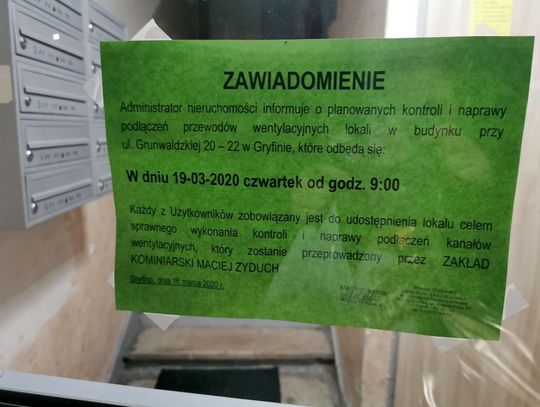 ZAWIADOMIENIE
Administrator nieruchomości informuje o planowanych kontroli i naprawy
podłączeń przewodów wentylacyjnych lokali w budynku przy
ul. Grunwaldzkiej 20 – 22 w Gryfinie, które odbędą się:
W dniu 19-03-2020 czwartek od godz. 9:00
Każdy z Użytkowników zobowiązany jest do udostępnienia lokalu celem
sprawnego wykonania kontroli i naprawy podłączeń kanałów
wentylacyjnych, który zostanie przeprowadzony przez ZAKŁAD
KOMINIARSKI MACIEJ ZYDUCH
Gryfino, dnia 16 marca 2020 r.